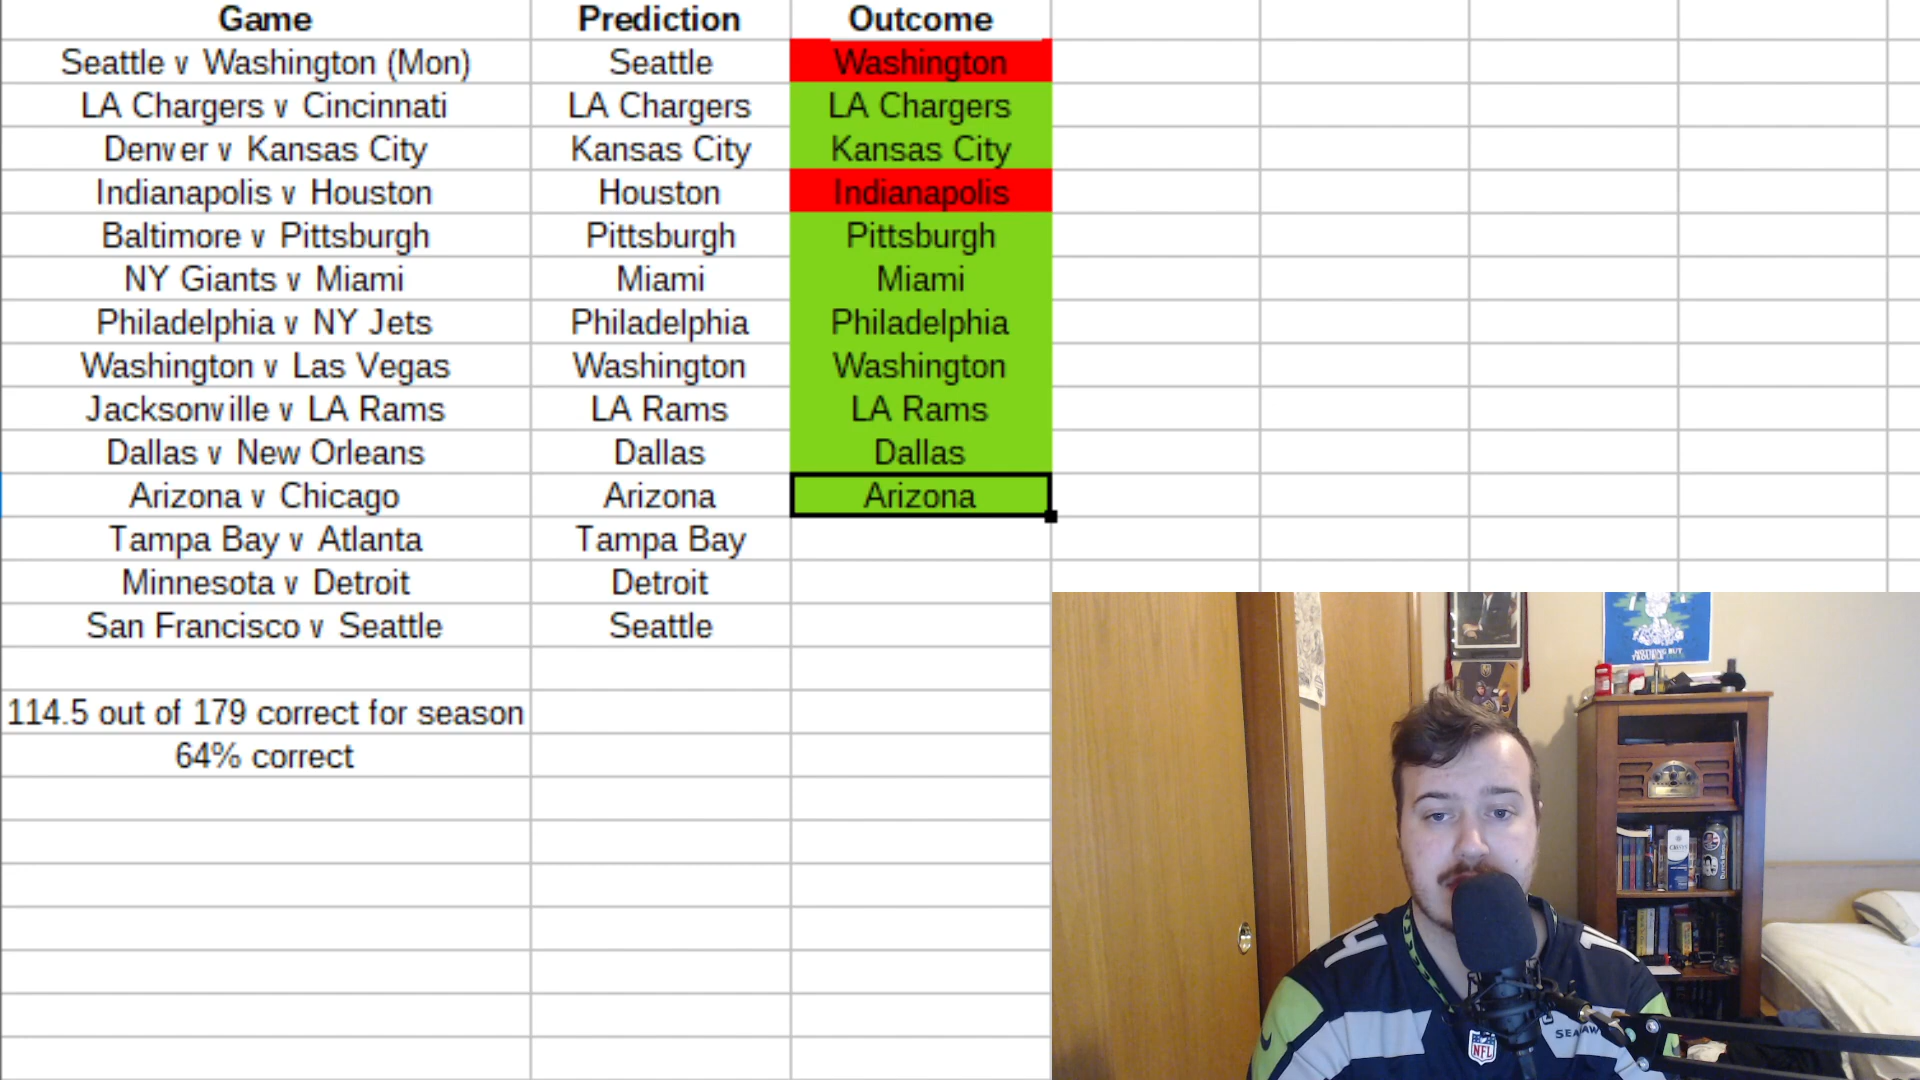 Game Prediction Outcome
Seattle v Washington (Mon) Seattle Washington
LA Chargers v Cincinnati LA Chargers LA Chargers
Denver v Kansas City Kansas City Kansas City
Indianapolis v Houston Houston Indianapolis
Baltimore v Pittsburgh Pittsburgh Pittsburgh
NY Giants v Miami Miami Miami
Philadelphia v NY Jets Philadelphia Philadelphia
Washington v Las Vegas Washington Washington
Jacksonville v LA Rams LA Rams LA Rams
Dallas v New Orleans Dallas Dallas
Arizona v Chicago Arizona Arizona
Tampa Bay v Atlanta Tampa Bay
Minnesota v Detroit Detroit
San Francisco v Seattle Seattle
114.5 out of 179 correct for season
64% correct
NOTHING BUT
TROUBLE
NFL